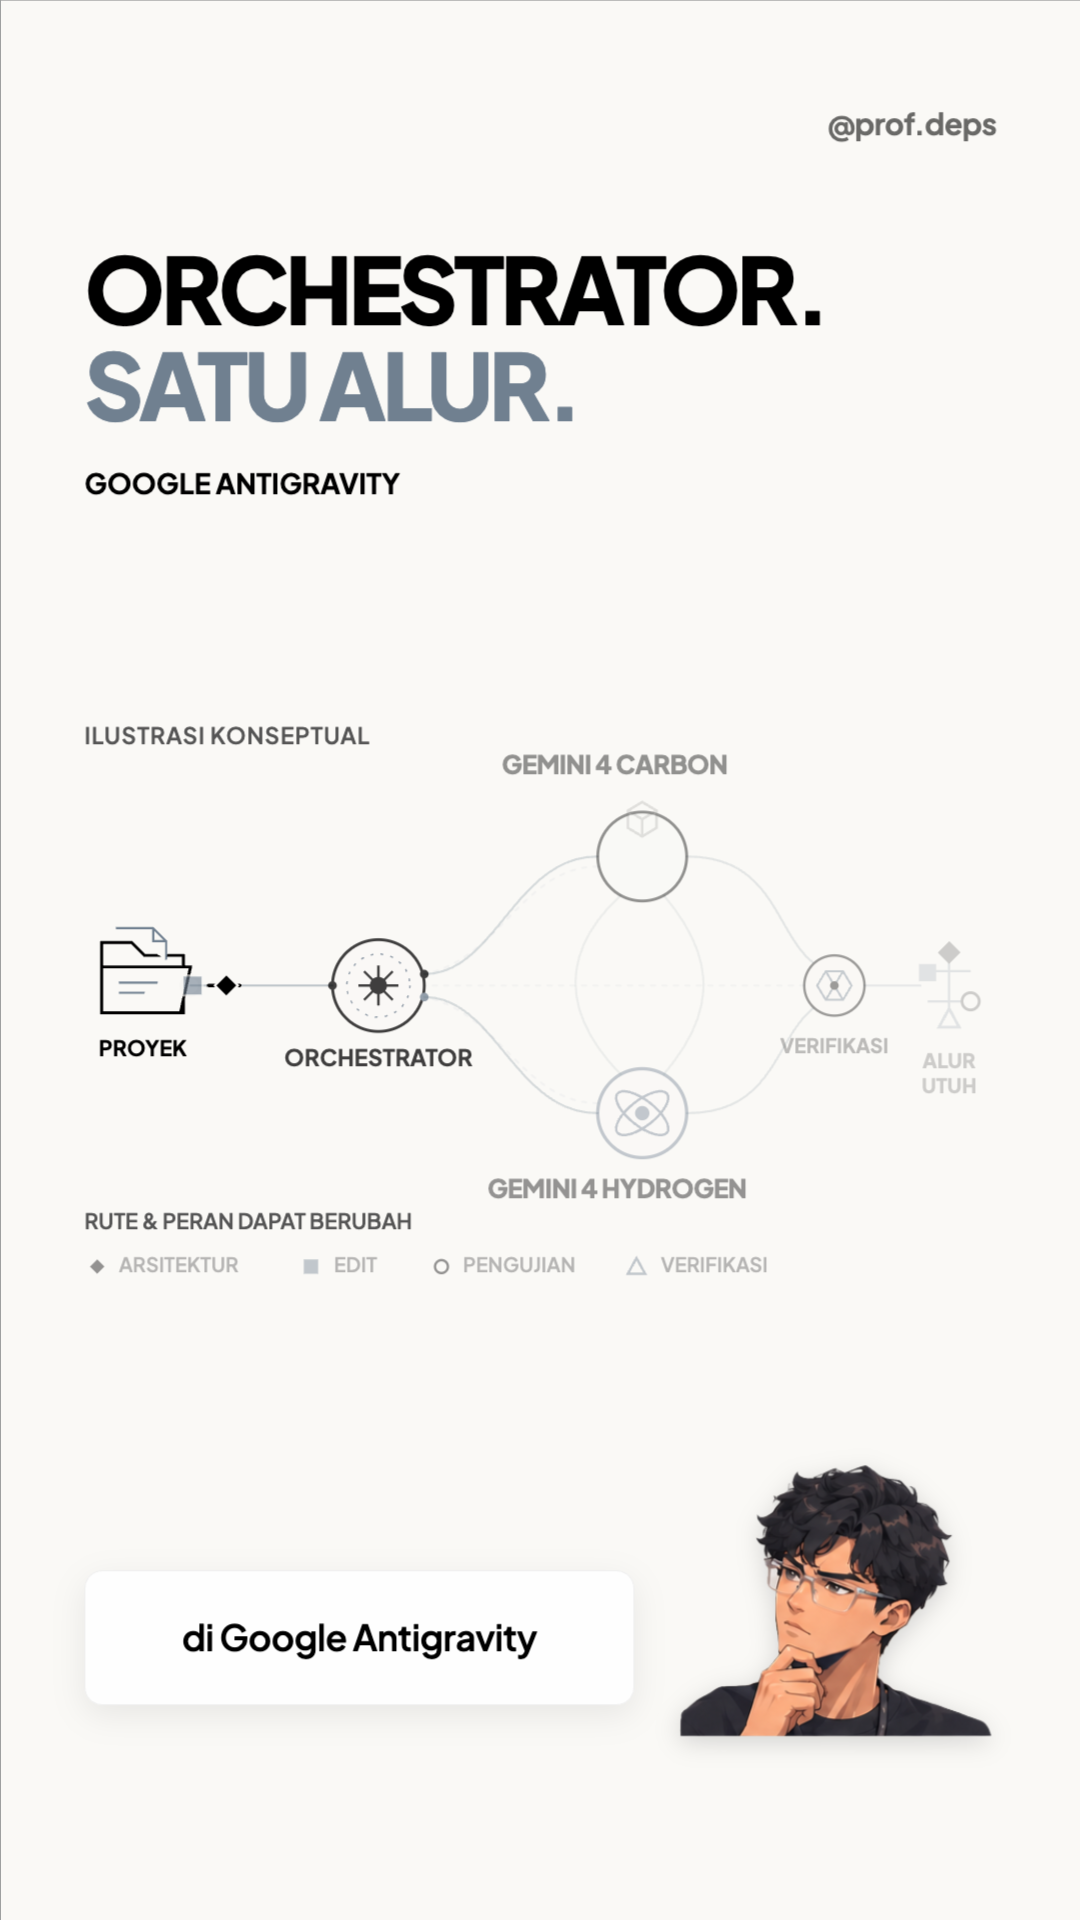 @prof.deps
ORCHESTRATOR.
SATU ALUR.
GOOGLE ANTIGRAVITY
ILUSTRASI KONSEPTUAL
GEMINI 4 CARBON
PROYEK
ORCHESTRATOR
VERIFIKASI
ALUR
UTUH
GEMINI 4 HYDROGEN
RUTE & PERAN DAPAT BERUBAH
ARSITEKTUR
EDIT
PENGUJIAN
VERIFIKASI
di Google Antigravity